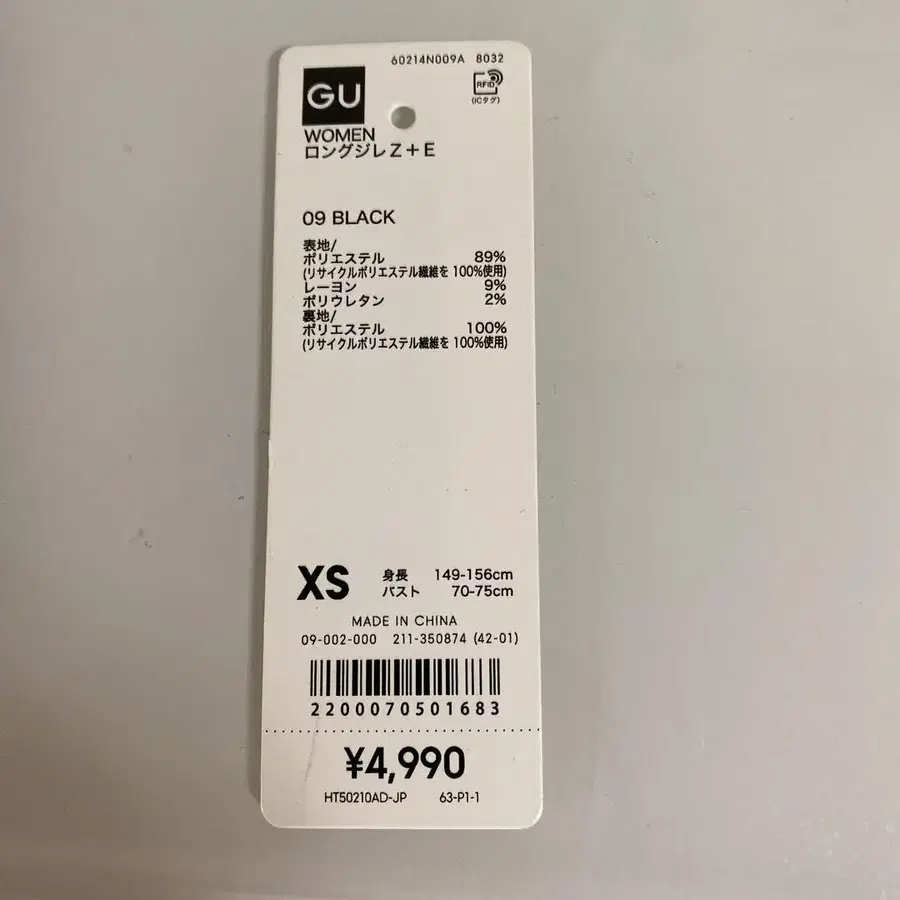 60214N009A 8032
GU
RFID
(ICタグ)
WOMEN
ロングジレZ+E
09 BLACK
表地/
ポリエステル 89%
(リサイクルポリエステル繊維を 100%使用)
レーヨン 9%
ポリウレタン 2%
裏地/
ポリエステル 100%
(リサイクルポリエステル繊維を 100%使用)
XS
身長 149-156cm
バスト 70-75cm
MADE IN CHINA
09-002-000 211-350874 (42-01)
2200070501683
¥4,990
HT50210AD-JP 63-P1-1